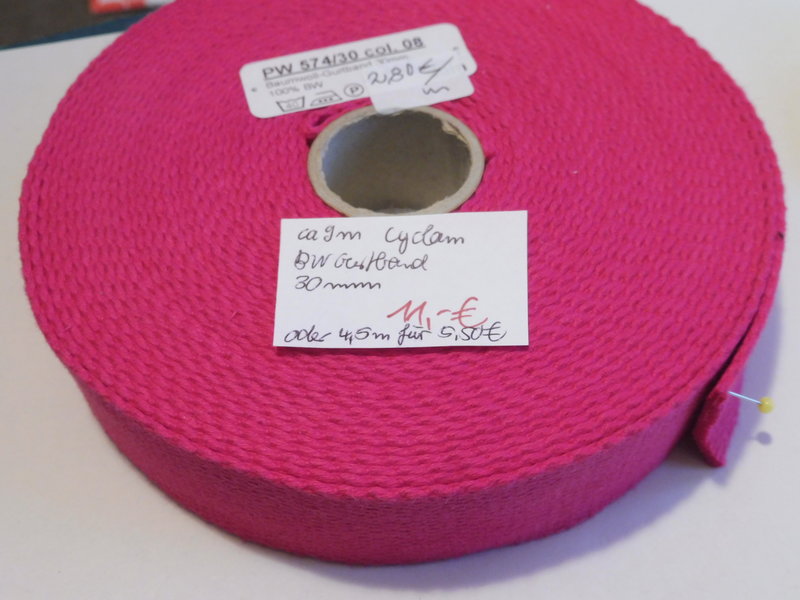 PW 574/30 col. 08
Baumwoll-Gurtband 30mm
100% BW
2,80 €/
m
ca 9m Cyclam
BW Gurtband
30mm
11,-€
oder 4,5m für 5,50€